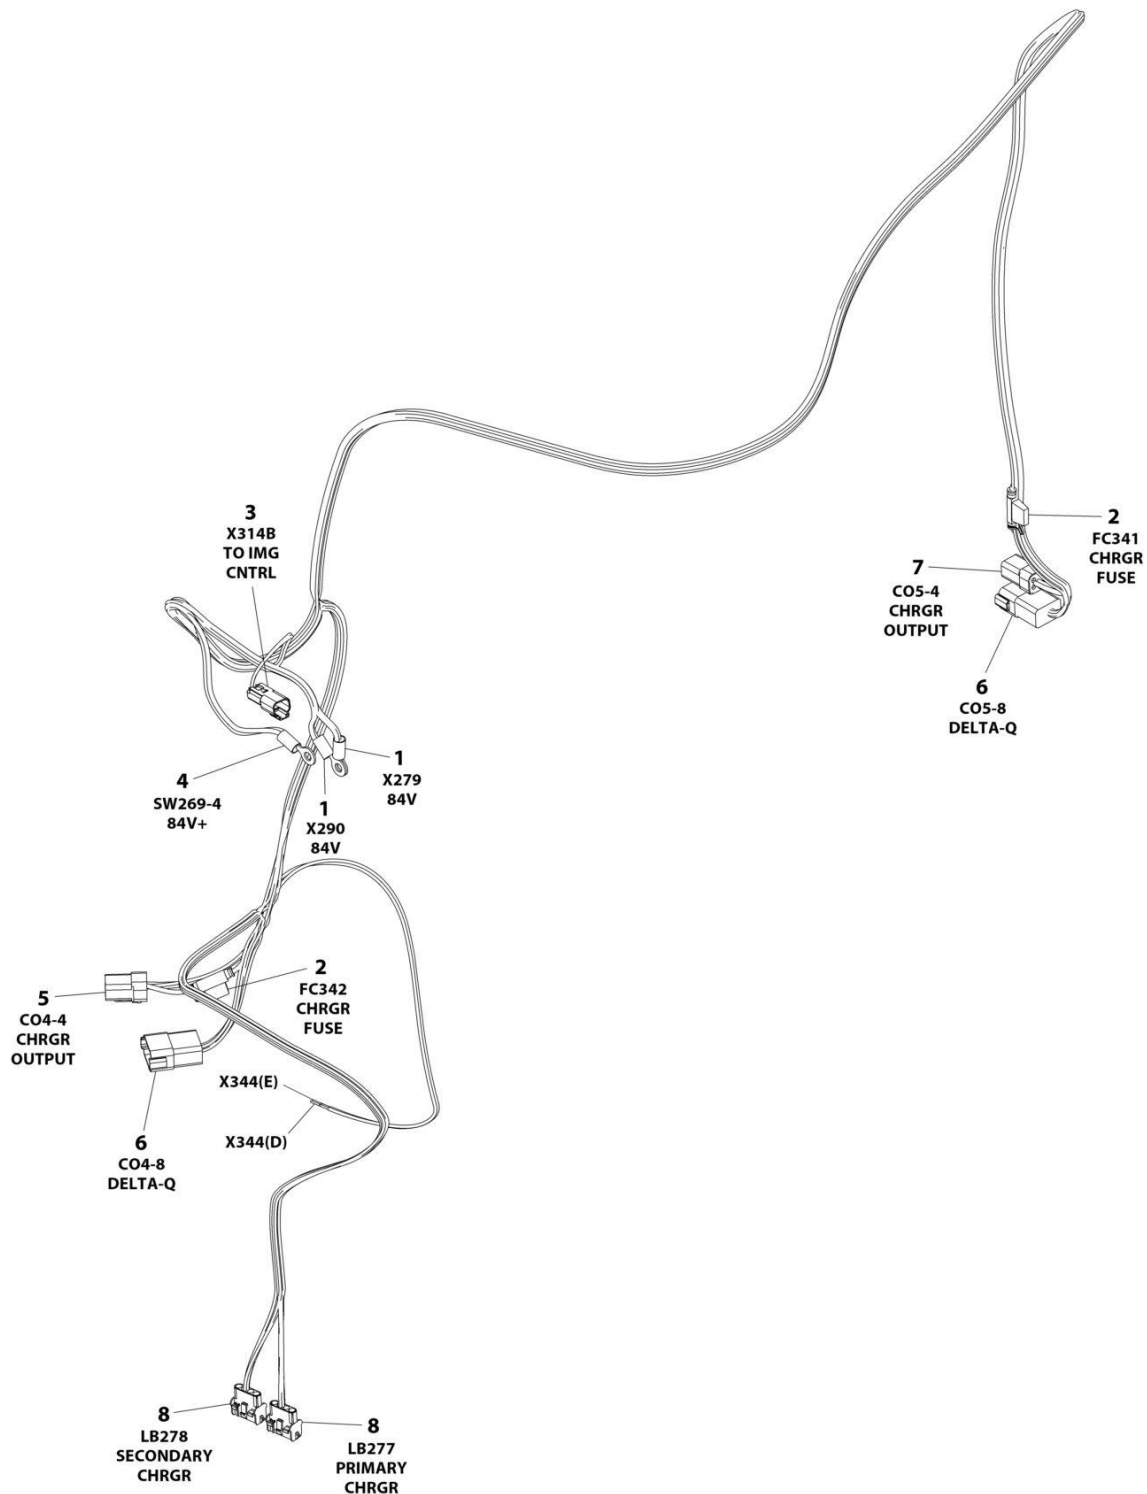 3
X314B
TO IMG
CNTRL
2
FC341
CHRGR
FUSE
7
CO5-4
CHRGR
OUTPUT
6
CO5-8
DELTA-Q
4
SW269-4
84V+
1
X279
84V
1
X290
84V
5
CO4-4
CHRGR
OUTPUT
2
FC342
CHRGR
FUSE
X344(E)
X344(D)
6
CO4-8
DELTA-Q
8
LB278
SECONDARY
CHRGR
8
LB277
PRIMARY
CHRGR